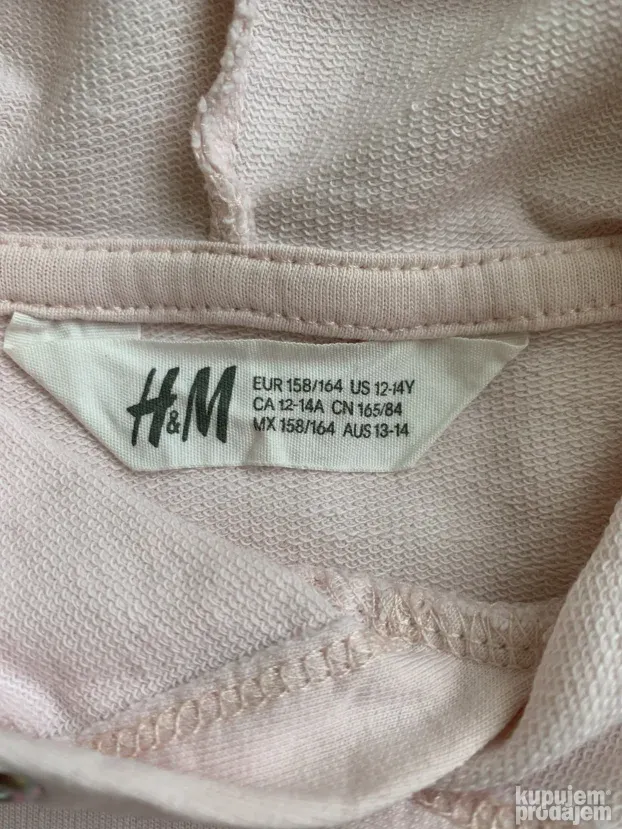 H&M
EUR 158/164 US 12-14Y
CA 12-14A CN 165/84
MX 158/164 AUS 13-14
kupujem
prodajem